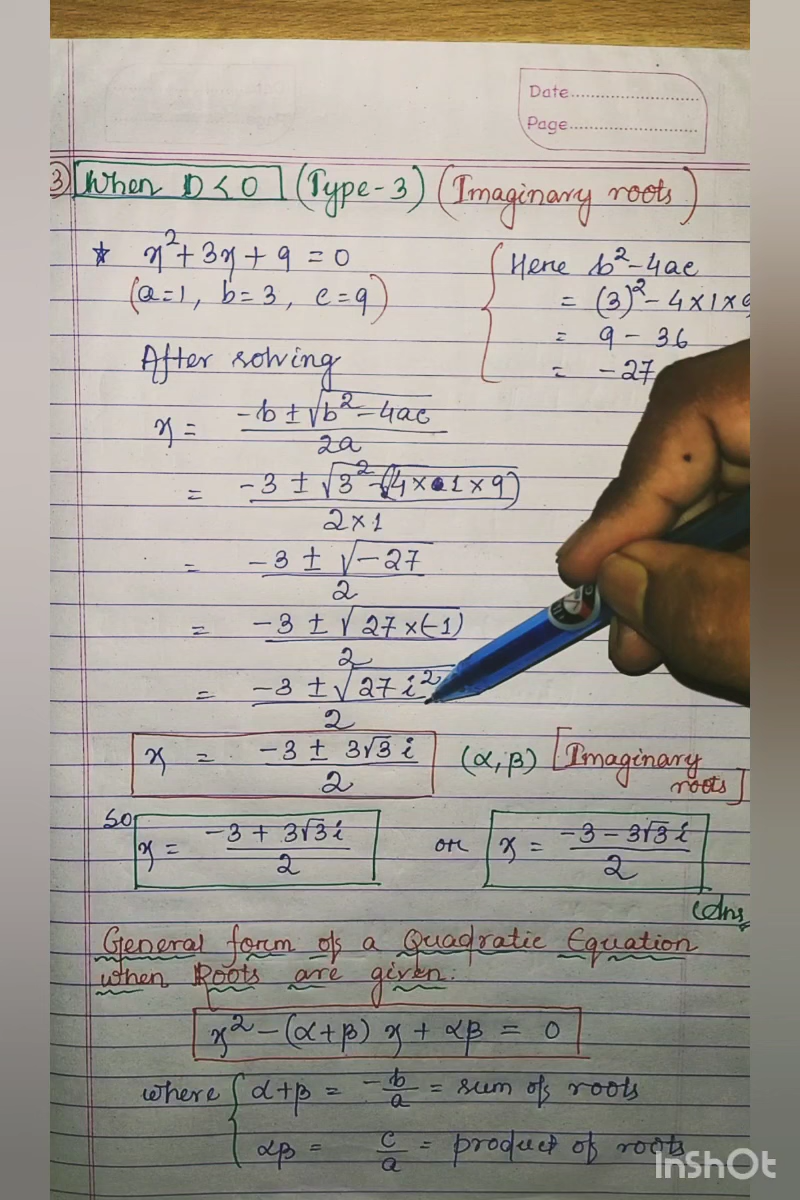 Date
Page
3) When D < 0 (Type-3) (Imaginary roots)
* x² + 3x + 9 = 0
(a=1, b=3, c=9)
Here b² - 4ac
= (3)² - 4×1×9
= 9 - 36
= -27
After solving
x = (-b ± √(b² - 4ac)) / 2a
= (-3 ± √(3² - (4×1×9))) / 2×1
= (-3 ± √-27) / 2
= (-3 ± √(27×(-1))) / 2
= (-3 ± √(27i²)) / 2
x = (-3 ± 3√3 i) / 2 (α, β) [Imaginary roots]
So x = (-3 + 3√3 i) / 2 or x = (-3 - 3√3 i) / 2
(Ans
General form of a Quadratic Equation
when Roots are given:
x² - (α+β) x + αβ = 0
where { α+β = -b/a = sum of roots
αβ = c/a = product of roots
InShOt